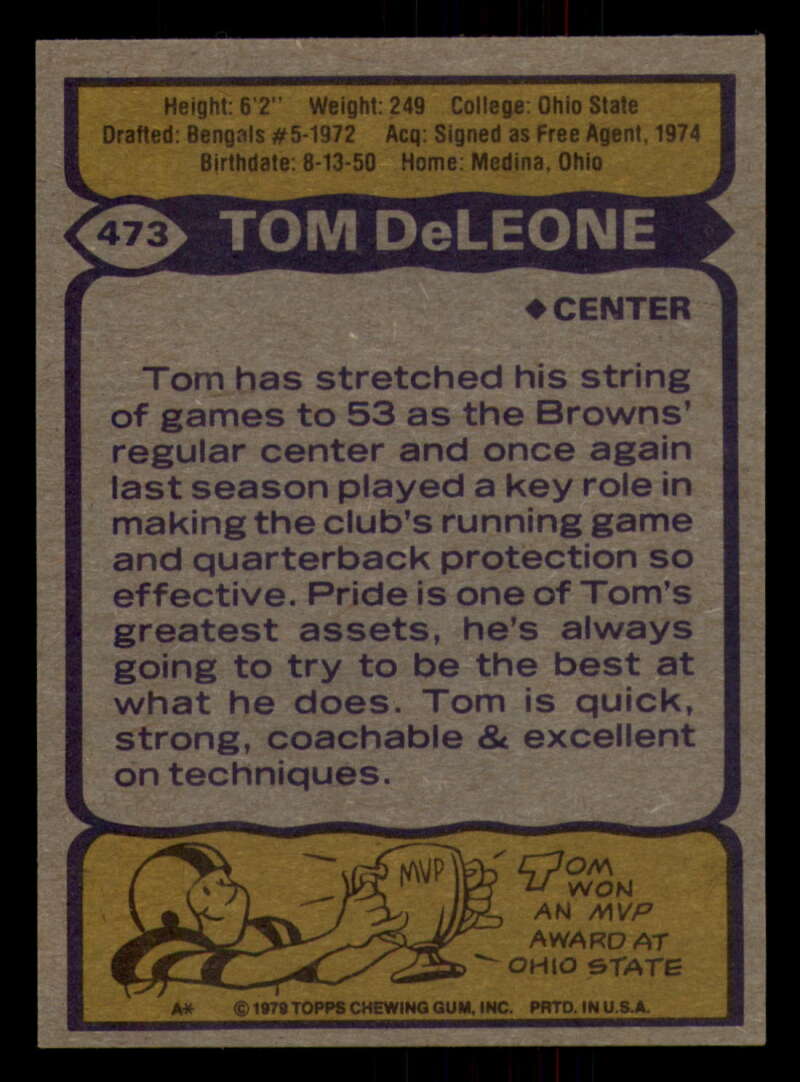 Height: 6'2" Weight: 249 College: Ohio State
Drafted: Bengals #5-1972 Acq: Signed as Free Agent, 1974
Birthdate: 8-13-50 Home: Medina, Ohio
473 TOM DeLEONE
◆CENTER
Tom has stretched his string
of games to 53 as the Browns'
regular center and once again
last season played a key role in
making the club's running game
and quarterback protection so
effective. Pride is one of Tom's
greatest assets, he's always
going to try to be the best at
what he does. Tom is quick,
strong, coachable & excellent
on techniques.
MVP
TOM
WON
AN MVP
AWARD AT
OHIO STATE
A* © 1979 TOPPS CHEWING GUM, INC. PRTD. IN U.S.A.